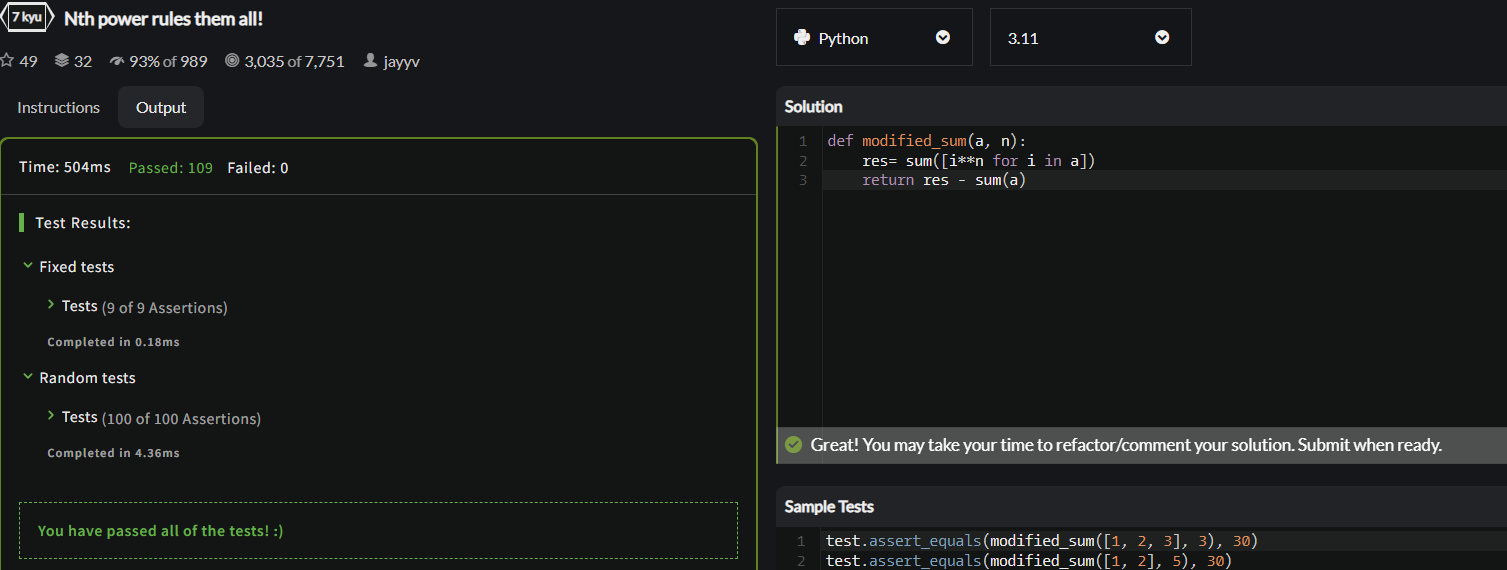 7 kyu Nth power rules them all!
49 32 93% of 989 3,035 of 7,751 jayyv
Instructions Output
Time: 504ms Passed: 109 Failed: 0
Test Results:
Fixed tests
Tests (9 of 9 Assertions)
Completed in 0.18ms
Random tests
Tests (100 of 100 Assertions)
Completed in 4.36ms
You have passed all of the tests! :)
Python 3.11
Solution
1 def modified_sum(a, n):
2 res= sum([i**n for i in a])
3 return res - sum(a)
Great! You may take your time to refactor/comment your solution. Submit when ready.
Sample Tests
1 test.assert_equals(modified_sum([1, 2, 3], 3), 30)
2 test.assert_equals(modified_sum([1, 2], 5), 30)